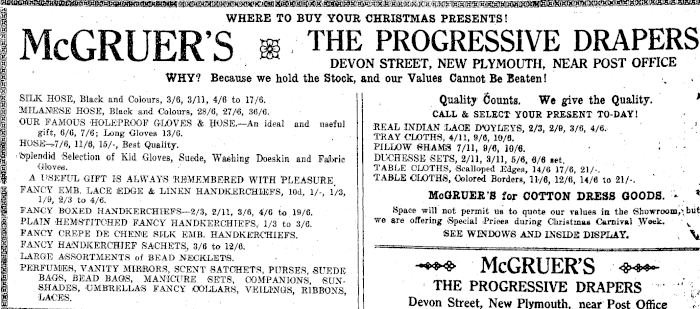 WHERE TO BUY YOUR CHRISTMAS PRESENTS!
McGRUER'S THE PROGRESSIVE DRAPERS
DEVON STREET, NEW PLYMOUTH, NEAR POST OFFICE
WHY? Because we hold the Stock, and our Values Cannot Be Beaten!
SILK HOSE, Black and Colours, 3/6, 3/11, 4/6 to 17/6.
MILANESE HOSE, Black and Colours, 28/6, 27/6, 36/6.
OUR FAMOUS HOLEPROOF GLOVES & HOSE.—An ideal and useful
gift, 6/6, 7/6; Long Gloves 13/6.
HOSE—7/6, 11/6, 15/-, Best Quality.
Splendid Selection of Kid Gloves, Suede, Washing Doeskin and Fabric
Gloves.
A USEFUL GIFT IS ALWAYS REMEMBERED WITH PLEASURE
FANCY EMB. LACE EDGE & LINEN HANDKERCHIEFS, 10d, 1/-, 1/3,
1/9, 2/3 to 4/6.
FANCY BOXED HANDKERCHIEFS—2/3, 2/11, 3/6, 4/6 to 19/6.
PLAIN HEMSTITCHED FANCY HANDKERCHIEFS, 1/3 to 3/6.
FANCY CREPE DE CHENE SILK EMB. HANDKERCHIEFS.
FANCY HANDKERCHIEF SACHETS, 3/6 to 12/6.
LARGE ASSORTMENTS of BEAD NECKLETS.
PERFUMES, VANITY MIRRORS, SCENT SATCHETS, PURSES, SUEDE
BAGS, BEAD BAGS, MANICURE SETS, COMPANIONS, SUN-
SHADES, UMBRELLAS FANCY COLLARS, VEILINGS, RIBBONS,
LACES.
Quality Counts. We give the Quality.
CALL & SELECT YOUR PRESENT TO-DAY!
REAL INDIAN LACE D'OYLEYS, 2/3, 2/9, 3/6, 4/6.
TRAY CLOTHS, 4/11, 9/6, 10/6.
PILLOW SHAMS 7/11, 9/6, 10/6.
DUCHESSE SETS, 2/11, 3/11, 5/6, 6/6 set.
TABLE CLOTHS, Scalloped Edges, 14/6 17/6, 21/-.
TABLE CLOTHS, Colored Borders, 11/6, 12/6, 14/6 to 21/-.
McGRUER'S for COTTON DRESS GOODS.
Space will not permit us to quote our values in the Showroom, but
we are offering Special Prices during Christmas Carnival Week.
SEE WINDOWS AND INSIDE DISPLAY.
McGRUER'S
THE PROGRESSIVE DRAPERS
Devon Street, New Plymouth, near Post Office